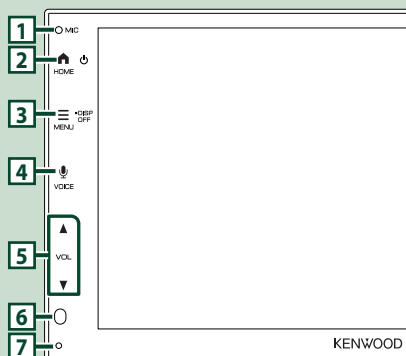 1 MIC
2
HOME
3 •DISP OFF
MENU
4
VOICE
5 VOL
6
7
KENWOOD